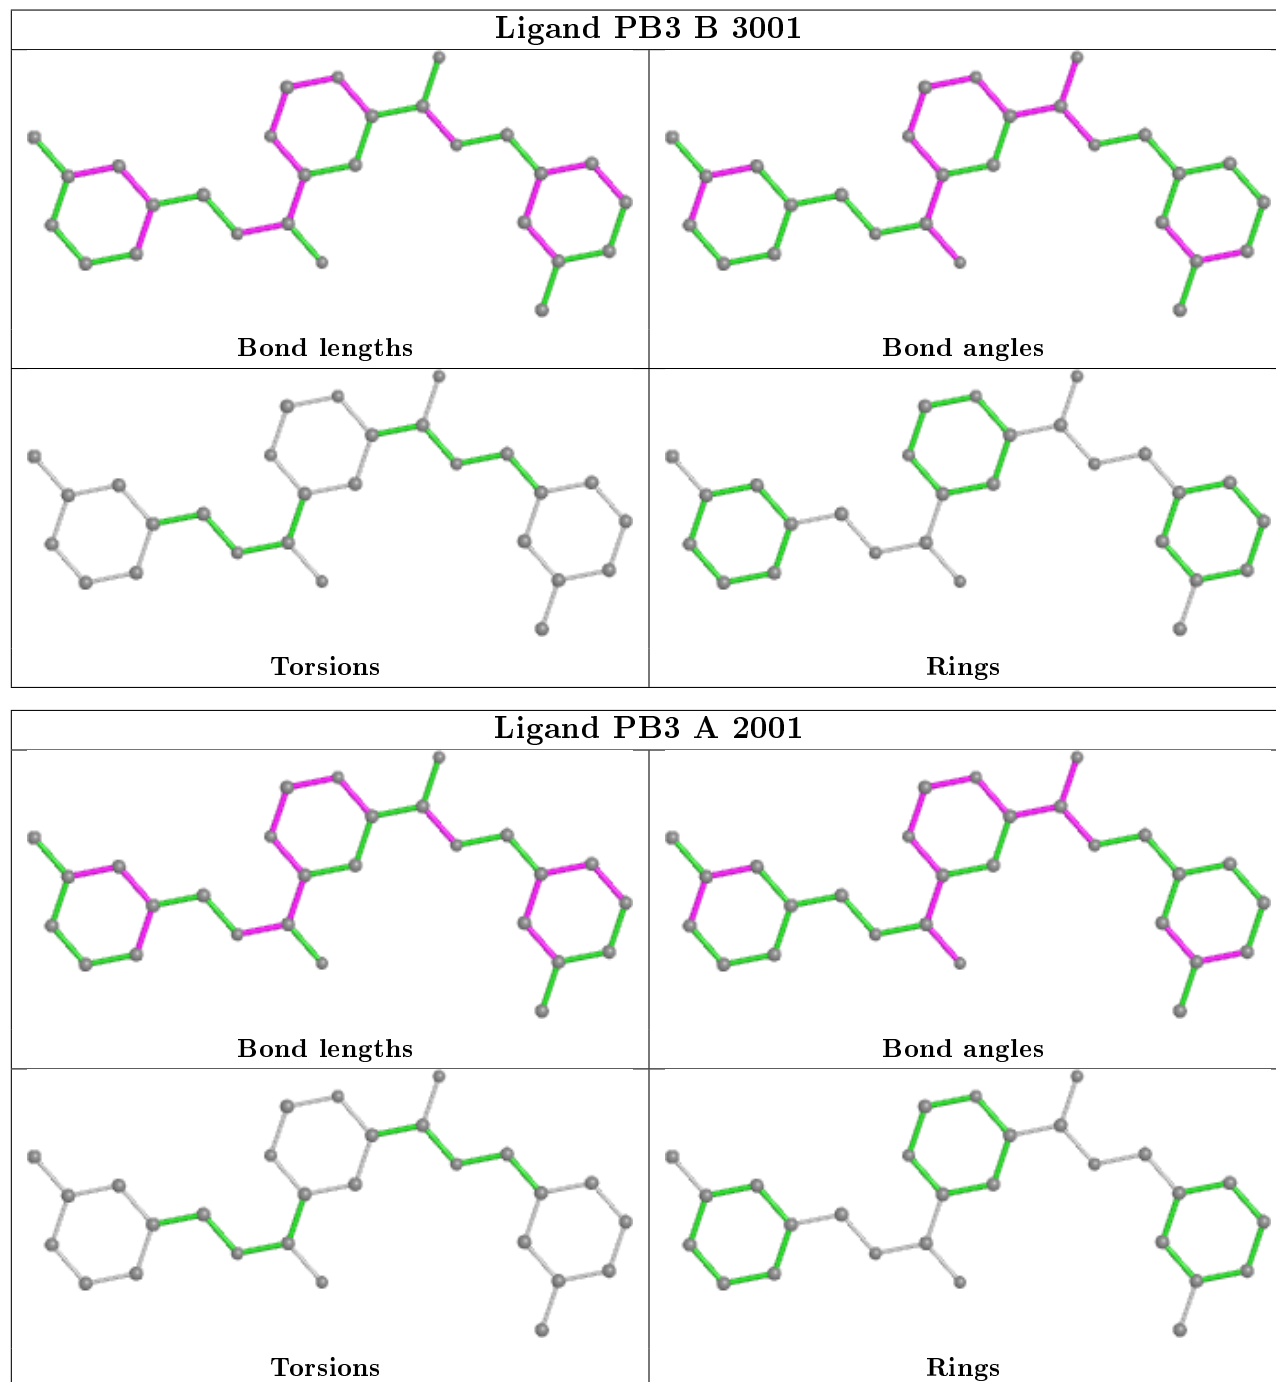 Ligand PB3 B 3001
Bond lengths
Bond angles
Torsions
Rings
Ligand PB3 A 2001
Bond lengths
Bond angles
Torsions
Rings